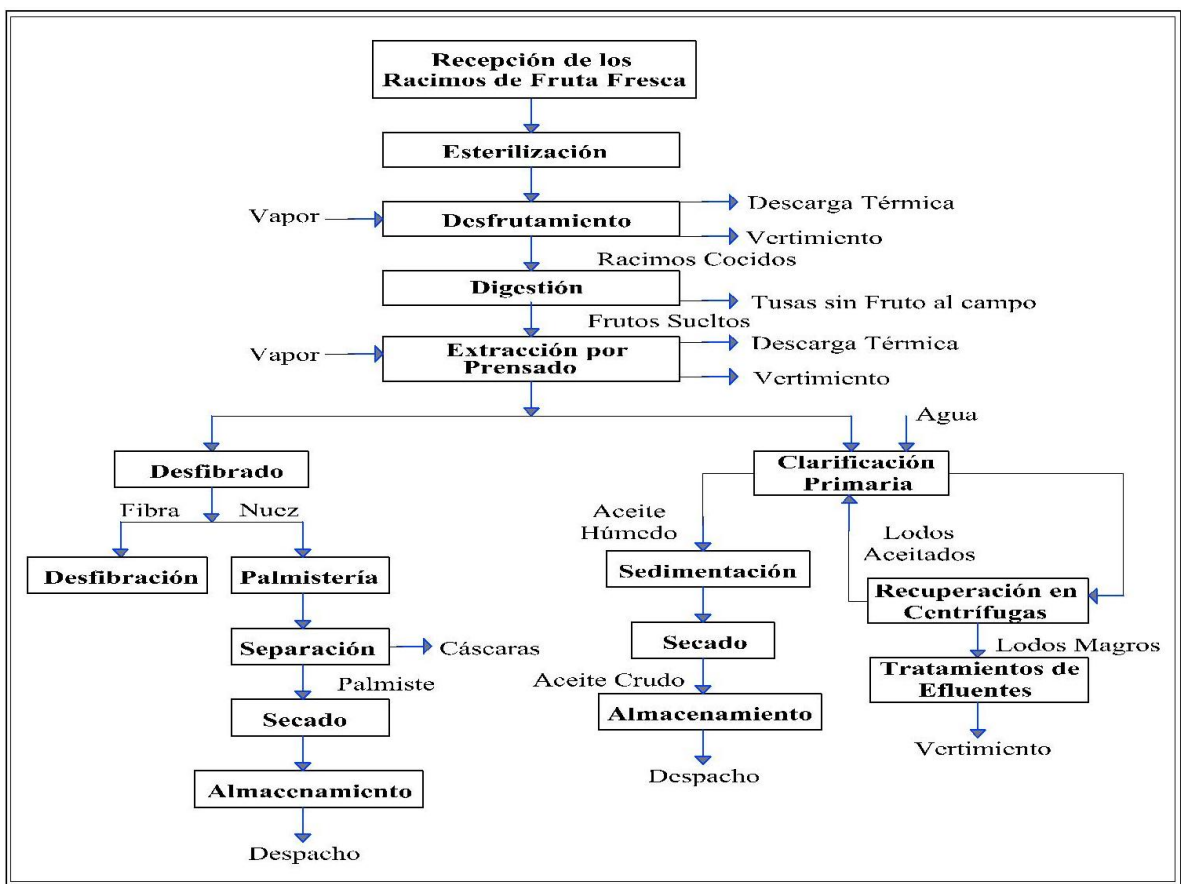 Recepción de los
Racimos de Fruta Fresca
Esterilización
Vapor
Desfrutamiento
Descarga Térmica
Vertimiento
Racimos Cocidos
Digestión
Tusas sin Fruto al campo
Frutos Sueltos
Vapor
Extracción por
Prensado
Descarga Térmica
Vertimiento
Agua
Desfibrado
Fibra
Nuez
Desfibración
Palmistería
Separación
Cáscaras
Palmiste
Secado
Almacenamiento
Despacho
Clarificación
Primaria
Aceite
Húmedo
Sedimentación
Secado
Aceite Crudo
Almacenamiento
Despacho
Lodos
Aceitados
Recuperación en
Centrífugas
Lodos Magros
Tratamientos de
Efluentes
Vertimiento